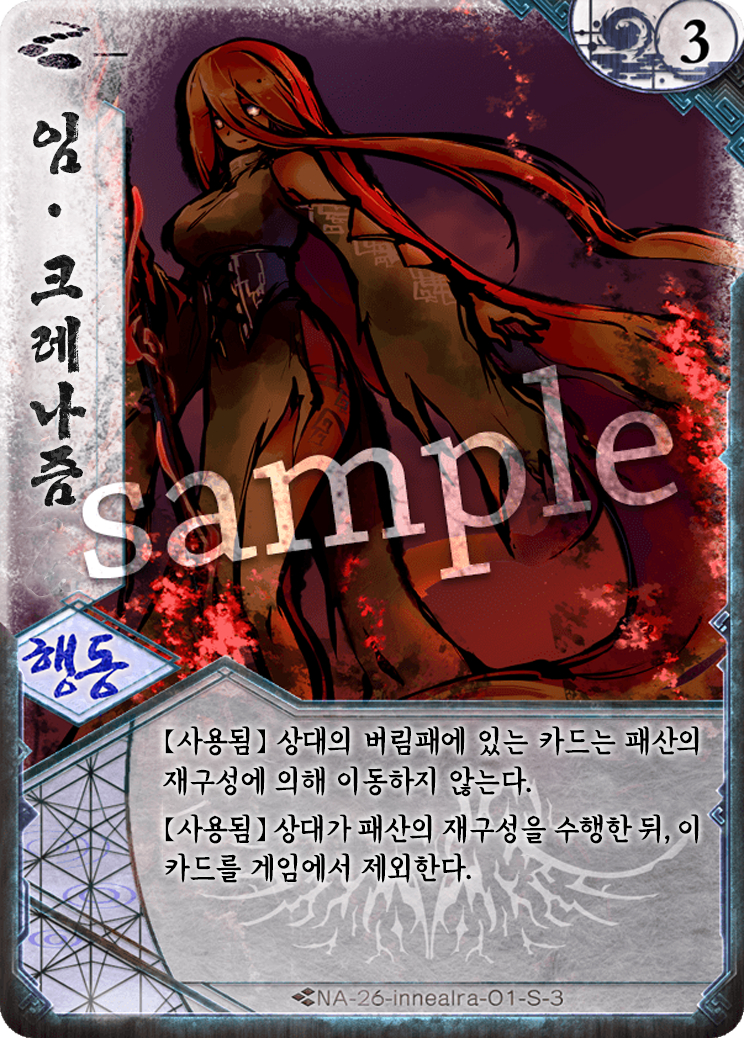 3
임·크레나즘
sample
행동
【사용됨】 상대의 버림패에 있는 카드는 패산의
재구성에 의해 이동하지 않는다.
【사용됨】 상대가 패산의 재구성을 수행한 뒤, 이
카드를 게임에서 제외한다.
NA-26-innealra-O1-S-3